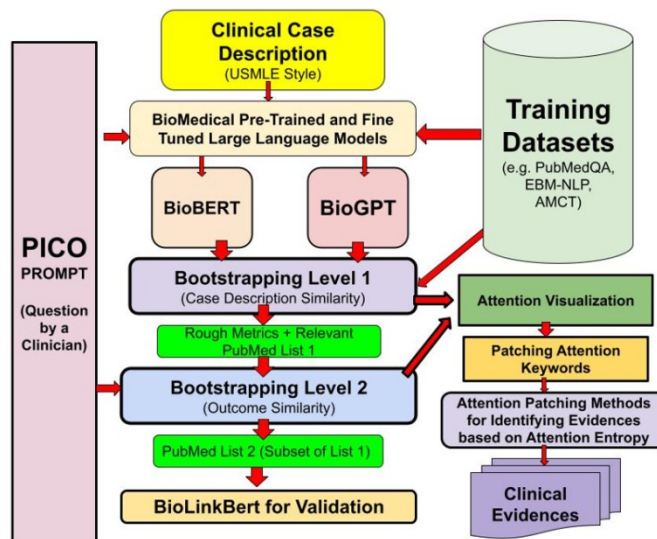 Clinical Case
Description
(USMLE Style)
BioMedical Pre-Trained and Fine
Tuned Large Language Models
Training
Datasets
(e.g. PubMedQA,
EBM-NLP,
AMCT)
BioBERT
BioGPT
PICO
PROMPT
(Question
by a
Clinician)
Bootstrapping Level 1
(Case Description Similarity)
Attention Visualization
Rough Metrics + Relevant
PubMed List 1
Patching Attention
Keywords
Bootstrapping Level 2
(Outcome Similarity)
Attention Patching Methods
for Identifying Evidences
based on Attention Entropy
PubMed List 2 (Subset of List 1)
BioLinkBert for Validation
Clinical
Evidences